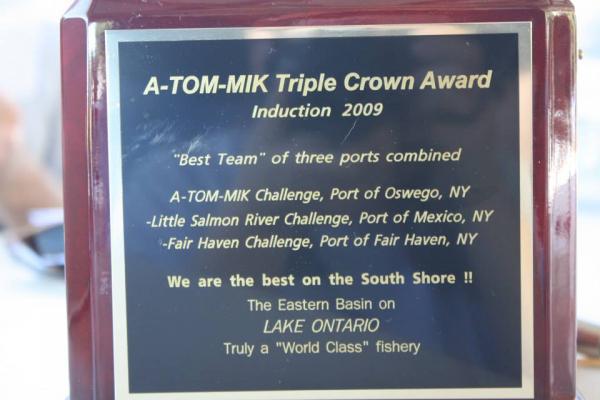 A-TOM-MIK Triple Crown Award
Induction 2009
"Best Team" of three ports combined
A-TOM-MIK Challenge, Port of Oswego, NY
-Little Salmon River Challenge, Port of Mexico, NY
-Fair Haven Challenge, Port of Fair Haven, NY
We are the best on the South Shore !!
The Eastern Basin on
LAKE ONTARIO
Truly a "World Class" fishery